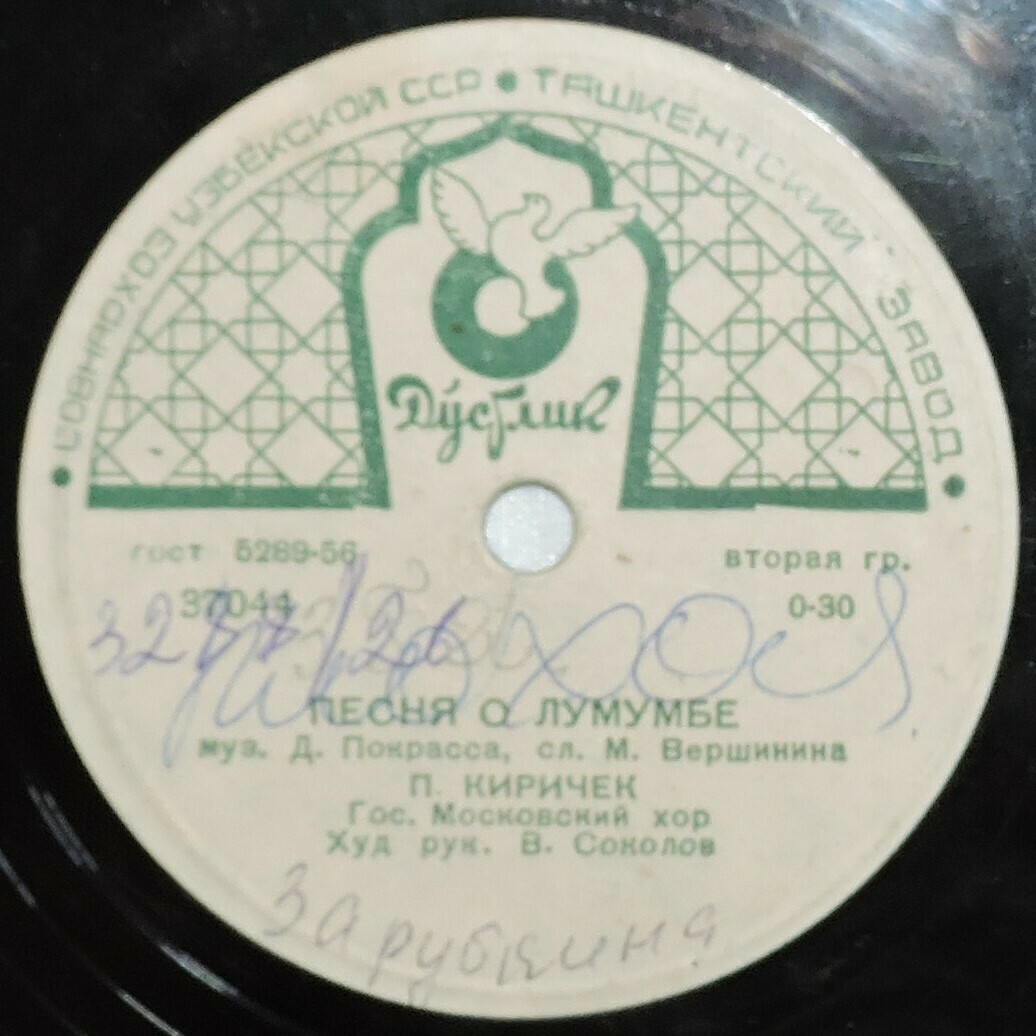 СОВНАРХОЗ УЗБЕКСКОЙ ССР • ТАШКЕНТСКИЙ ЗАВОД
Дўстлик
гост 5289-56
вторая гр.
37044
0-30
ПЕСНЯ О ЛУМУМБЕ
муз. Д. Покрасса, сл. М. Вершинина
П. КИРИЧЕК
Гос. Московский хор
Худ рук. В. Соколов